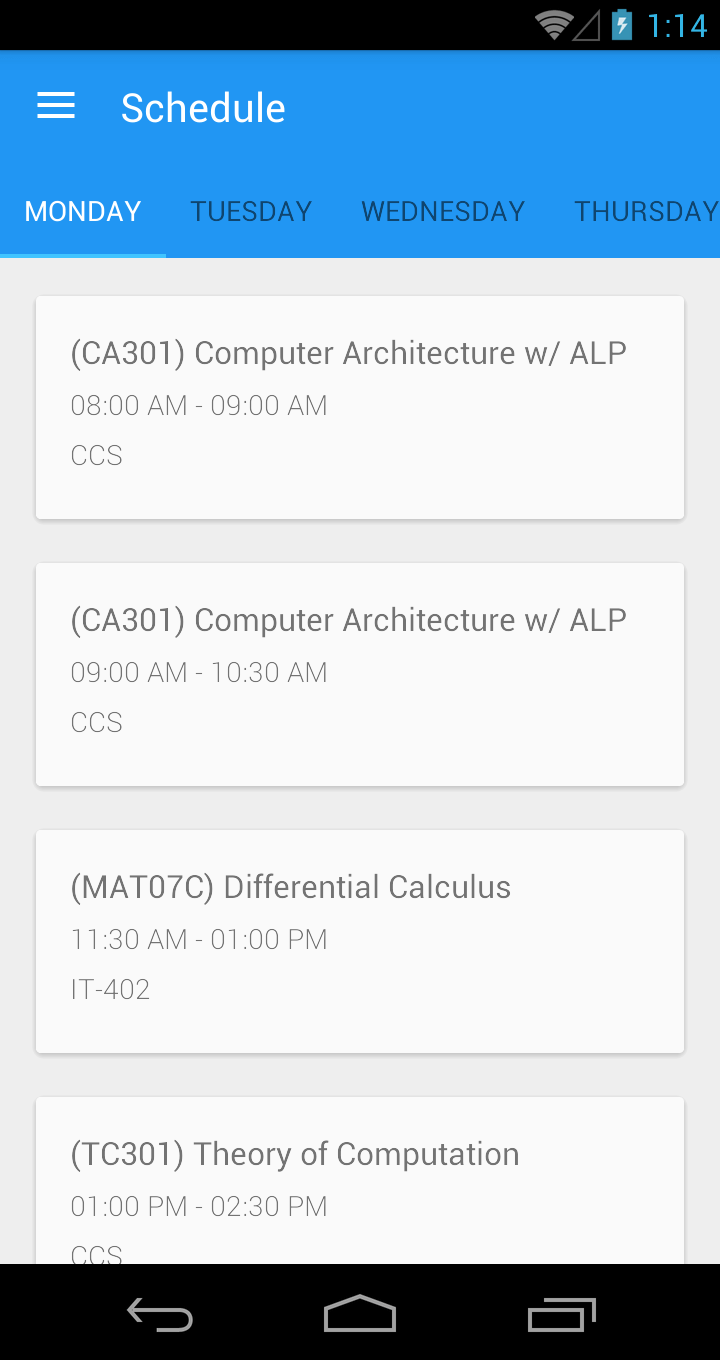 1:14
Schedule
MONDAY TUESDAY WEDNESDAY THURSDAY
(CA301) Computer Architecture w/ ALP
08:00 AM - 09:00 AM
CCS
(CA301) Computer Architecture w/ ALP
09:00 AM - 10:30 AM
CCS
(MAT07C) Differential Calculus
11:30 AM - 01:00 PM
IT-402
(TC301) Theory of Computation
01:00 PM - 02:30 PM
CCS